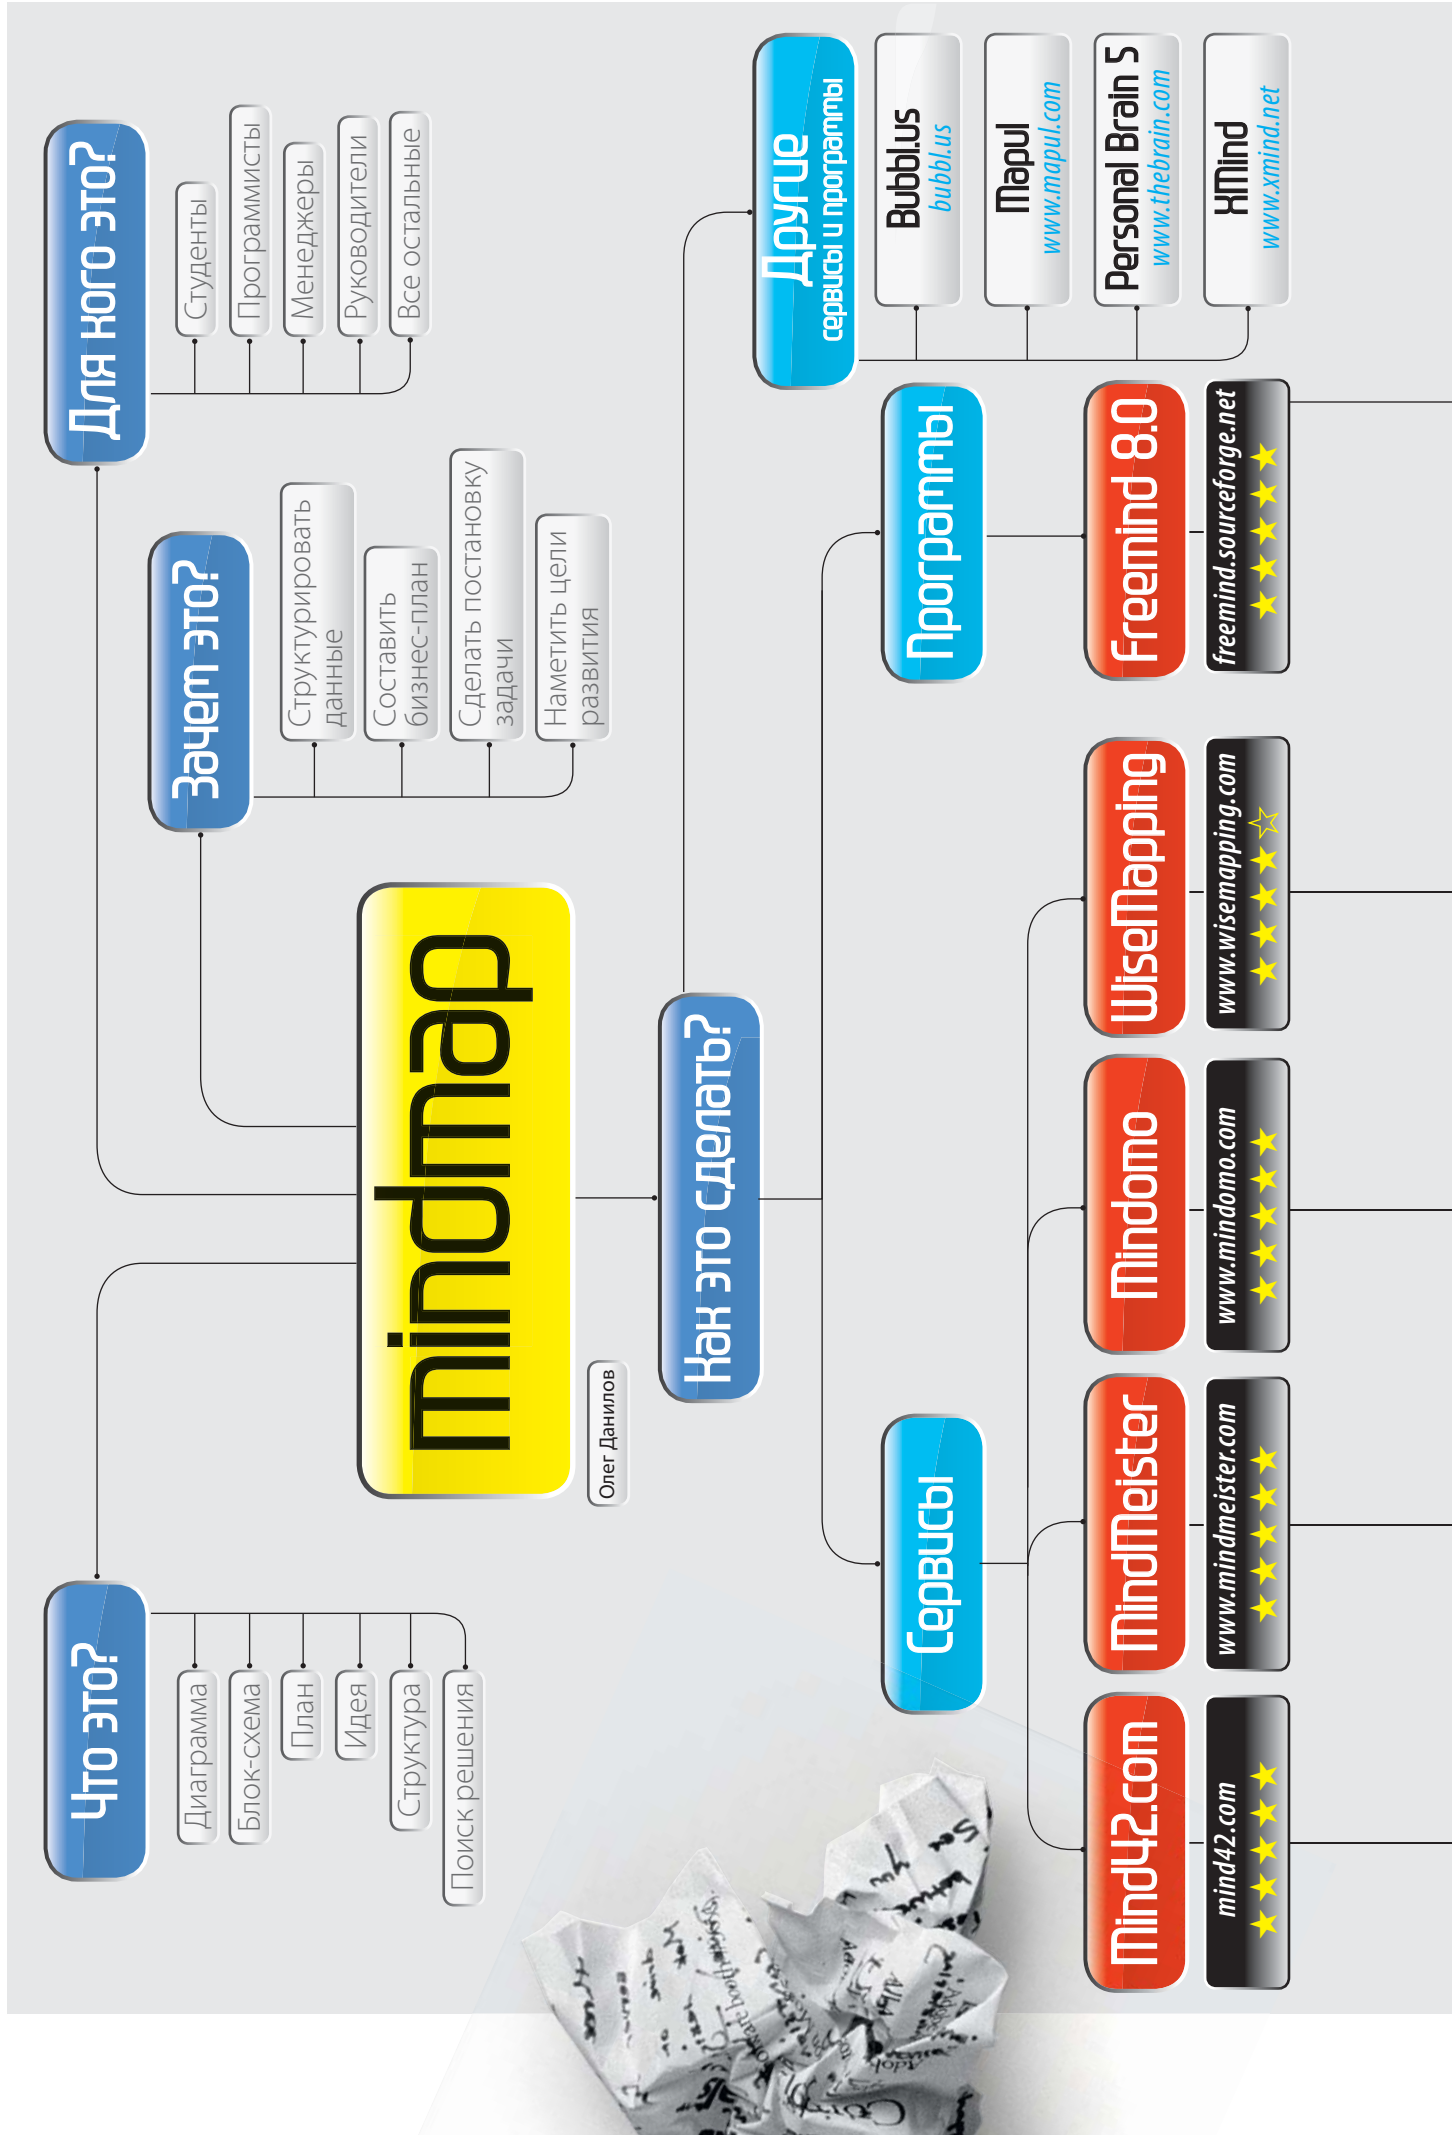 mindmap
Олег Данилов
Что это?
Диаграмма
Блок-схема
План
Идея
Структура
Поиск решения
Зачем это?
Структурировать
данные
Составить
бизнес-план
Сделать постановку
задачи
Наметить цели
развития
Для кого это?
Студенты
Программисты
Менеджеры
Руководители
Все остальные
Как это сделать?
Сервисы
Mind42.com
mind42.com
MindMeister
www.mindmeister.com
Mindomo
www.mindomo.com
WiseMapping
www.wisemapping.com
Программы
Freemind 8.0
freemind.sourceforge.net
Другие
сервисы и программы
Bubbl.us
bubbl.us
Mapul
www.mapul.com
Personal Brain 5
www.thebrain.com
XMind
www.xmind.net